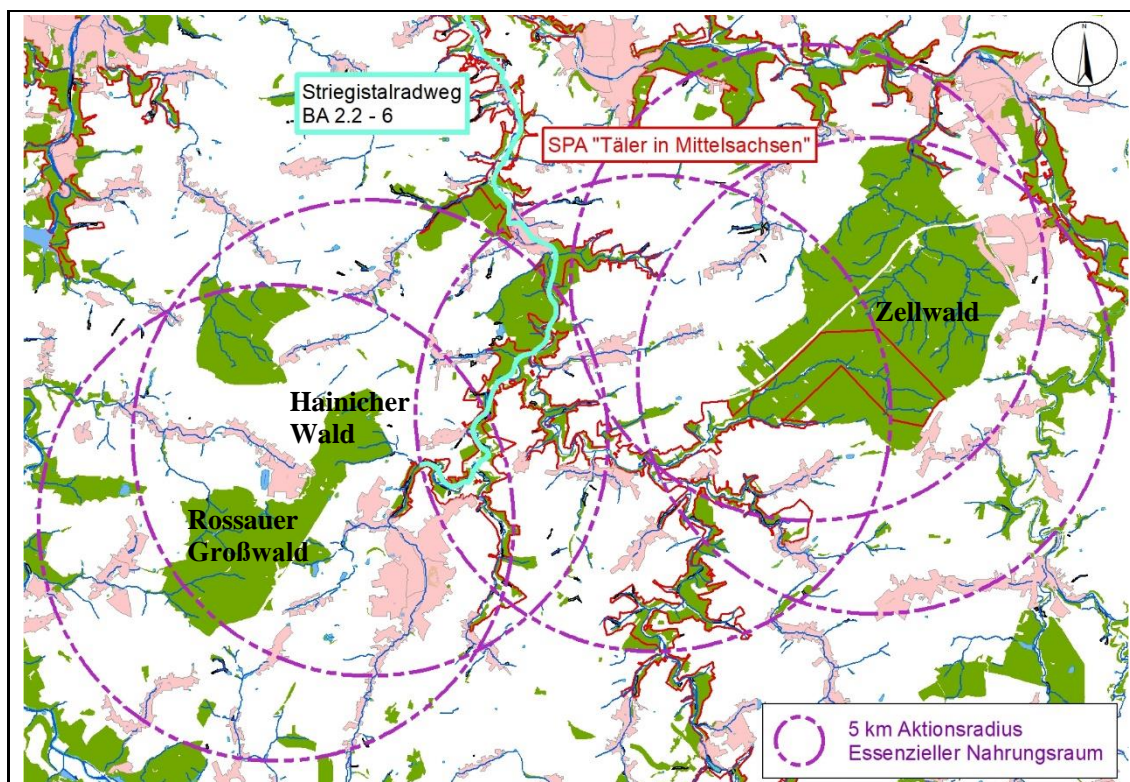 N
Striegistalradweg
BA 2.2 - 6
SPA "Täler in Mittelsachsen"
Zellwald
Hainicher
Wald
Rossauer
Großwald
5 km Aktionsradius
Essenzieller Nahrungsraum